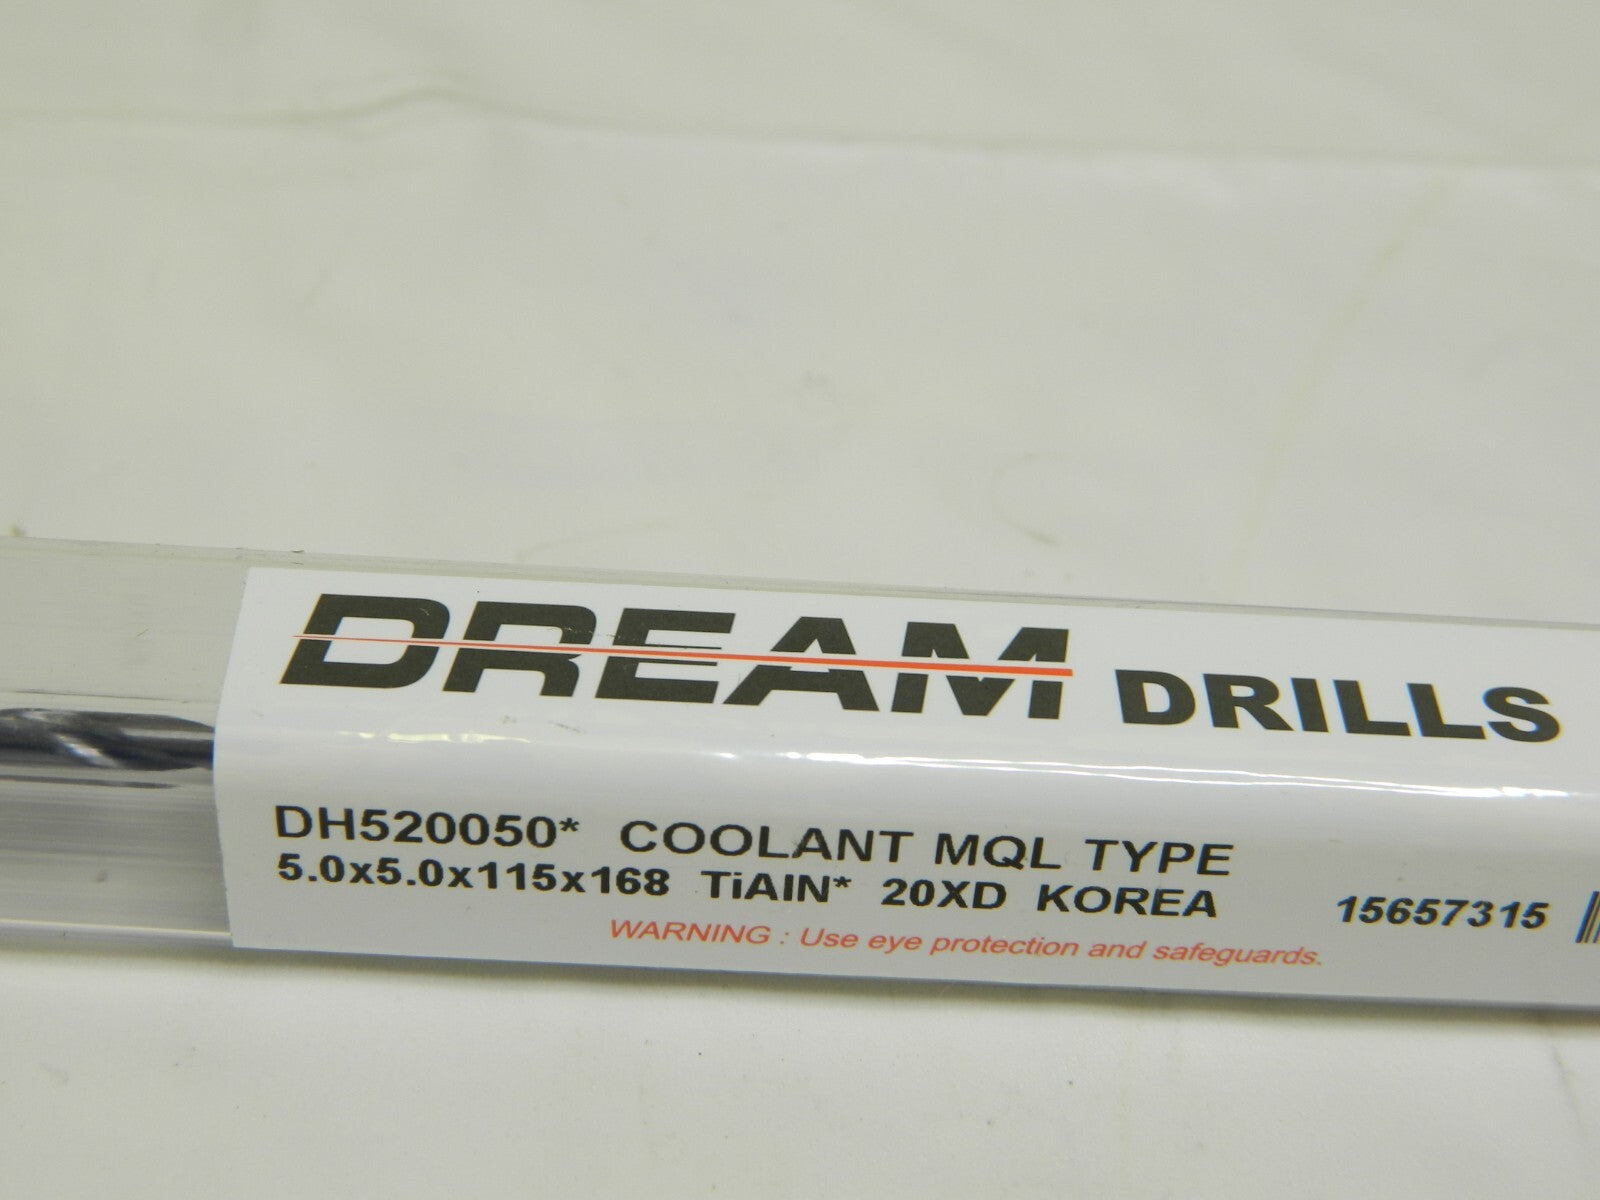 DREAM DRILLS
DH520050* COOLANT MQL TYPE
5.0x5.0x115x168 TiAlN* 20XD KOREA 15657315
WARNING : Use eye protection and safeguards.